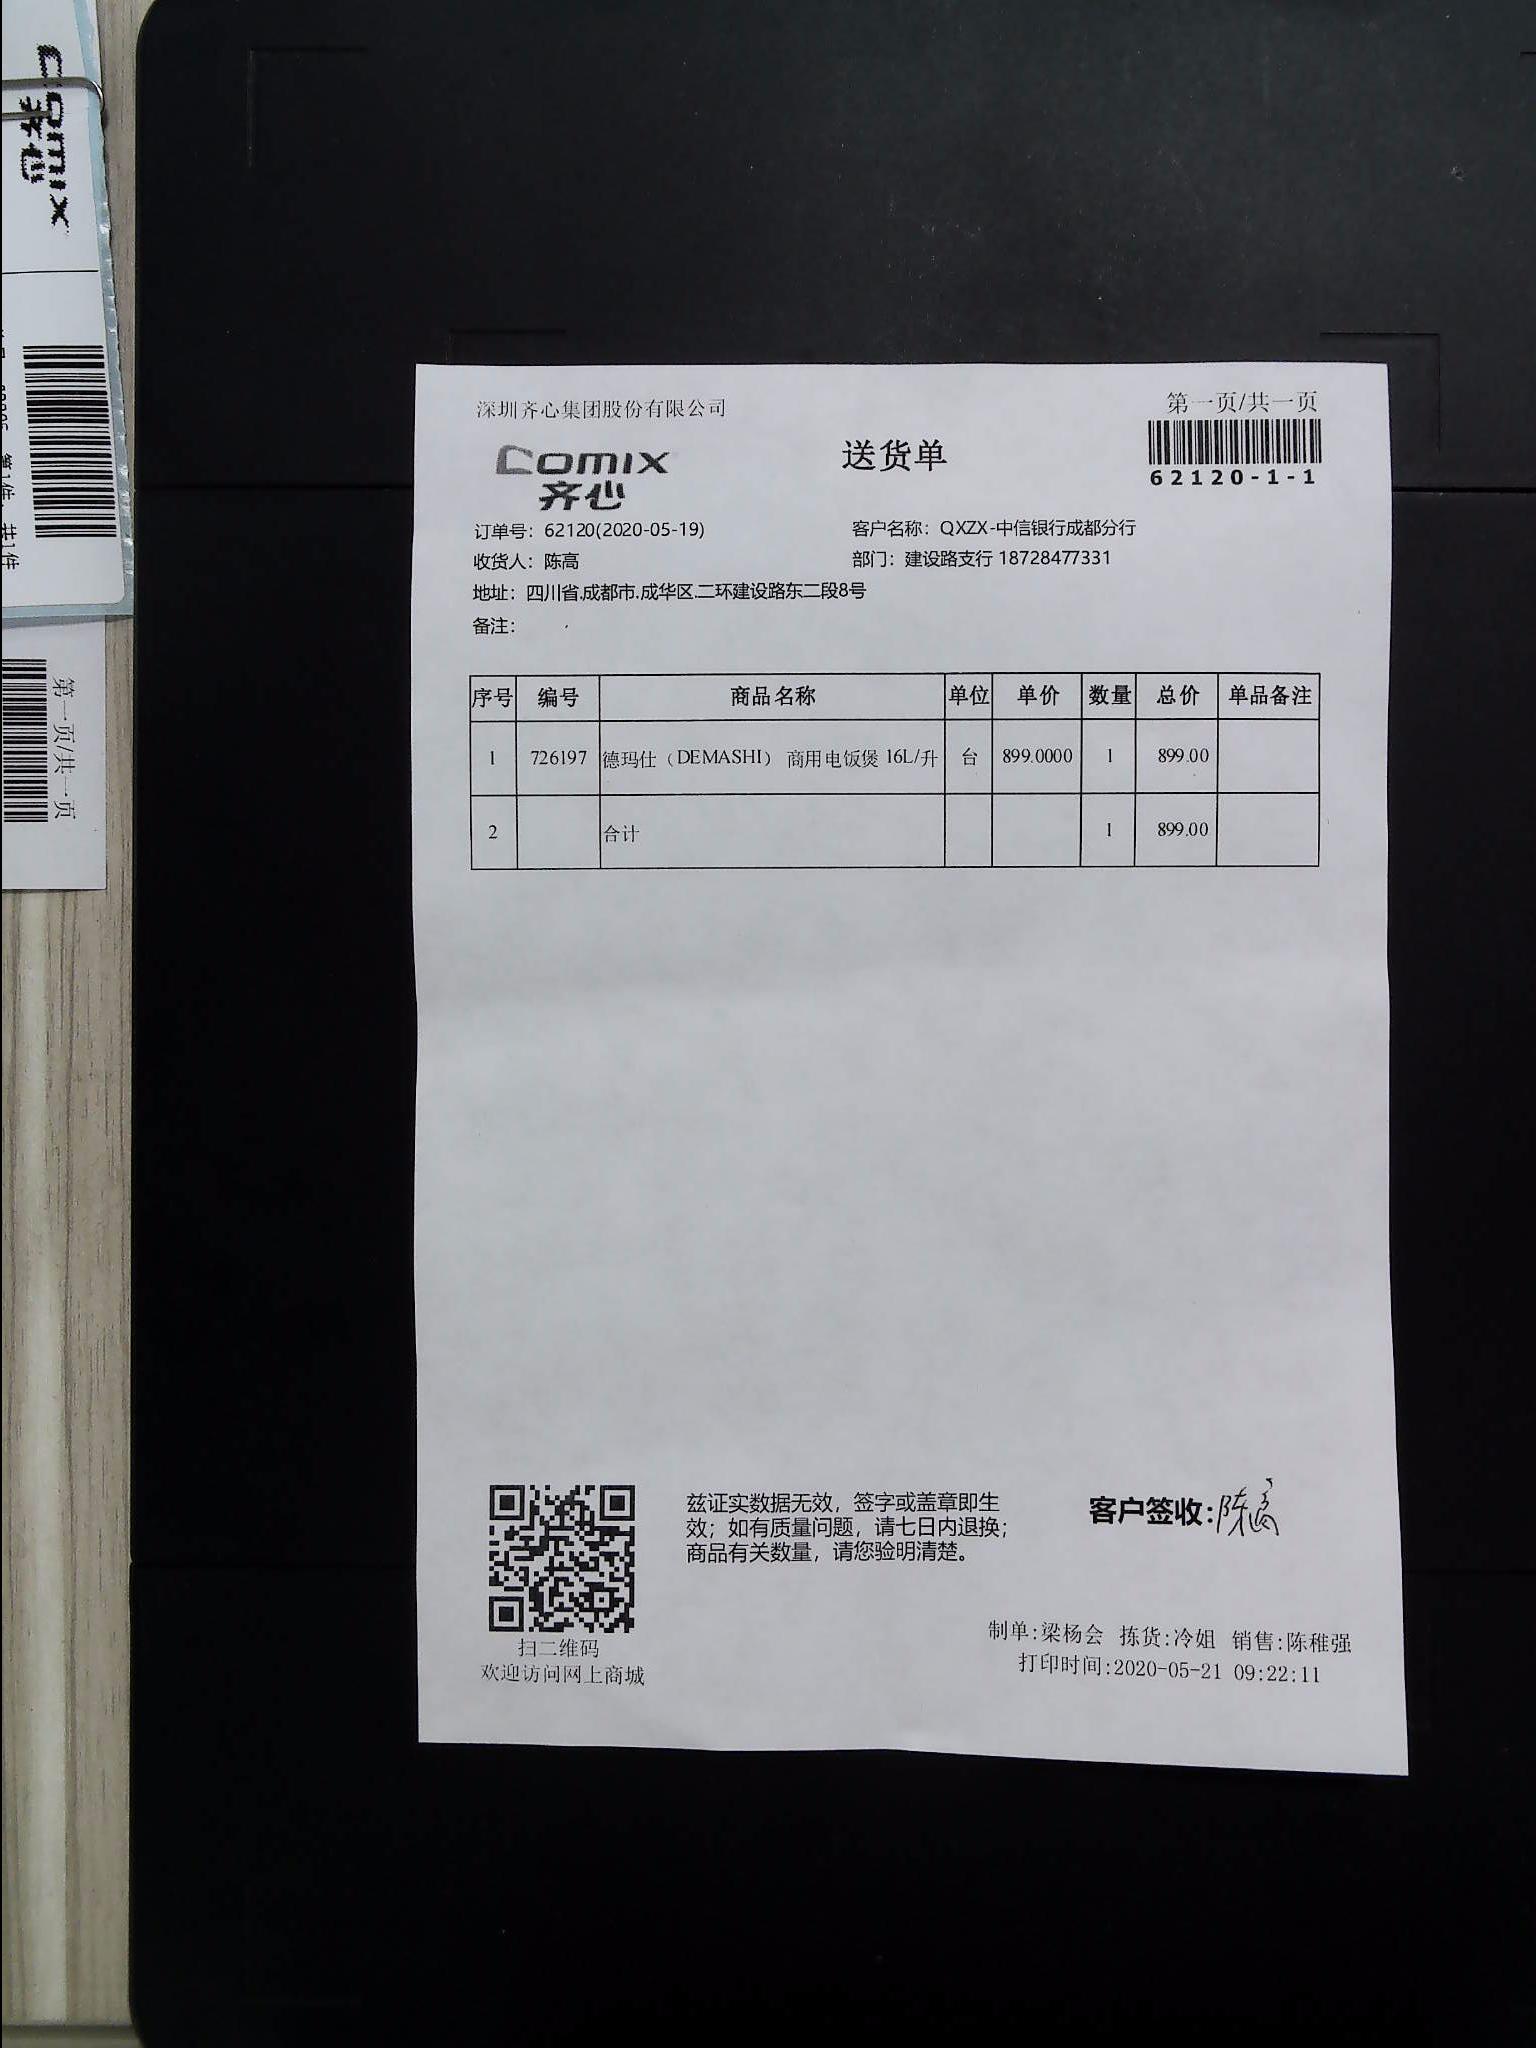 深圳齐心集团股份有限公司
第一页/共一页
comix
齐心
送货单
62120-1-1
订单号：62120(2020-05-19)
客户名称：QXZX-中信银行成都分行
收货人：陈高
部门：建设路支行 18728477331
地址：四川省.成都市.成华区.二环建设路东二段8号
备注：
序号 编号 商品名称 单位 单价 数量 总价 单品备注
1 726197 德玛仕（DEMASHI） 商用电饭煲 16L/升 台 899.0000 1 899.00
2 合计 1 899.00
兹证实数据无效，签字或盖章即生
效；如有质量问题，请七日内退换；
商品有关数量，请您验明清楚。
客户签收：陈高
扫二维码
欢迎访问网上商城
制单:梁杨会 拣货:冷姐 销售:陈稚强
打印时间:2020-05-21 09:22:11
comix
齐心
第1件，共1件
第一页/共一页